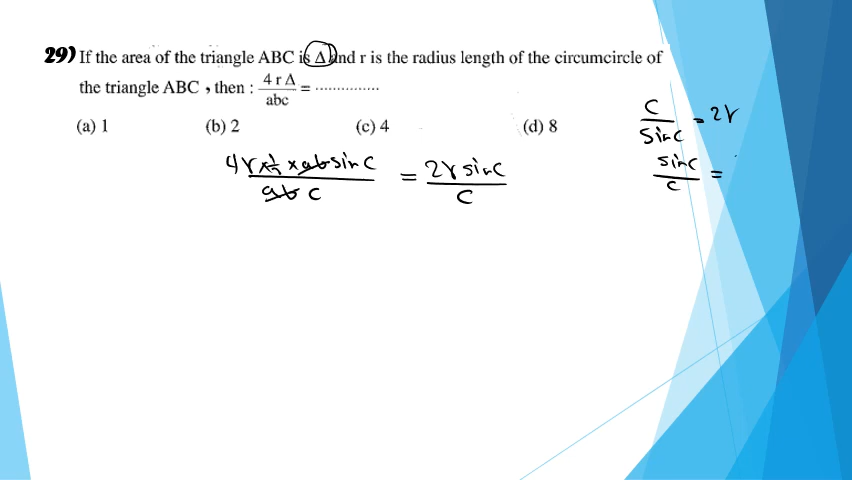 29) If the area of the triangle ABC is Δ and r is the radius length of the circumcircle of
the triangle ABC , then : 4 r Δ / abc = ...............
(a) 1 (b) 2 (c) 4 (d) 8
c / sin c = 2r
4r × 1/2 × ab sin c / ab c = 2r sin c / c
sin c / c =